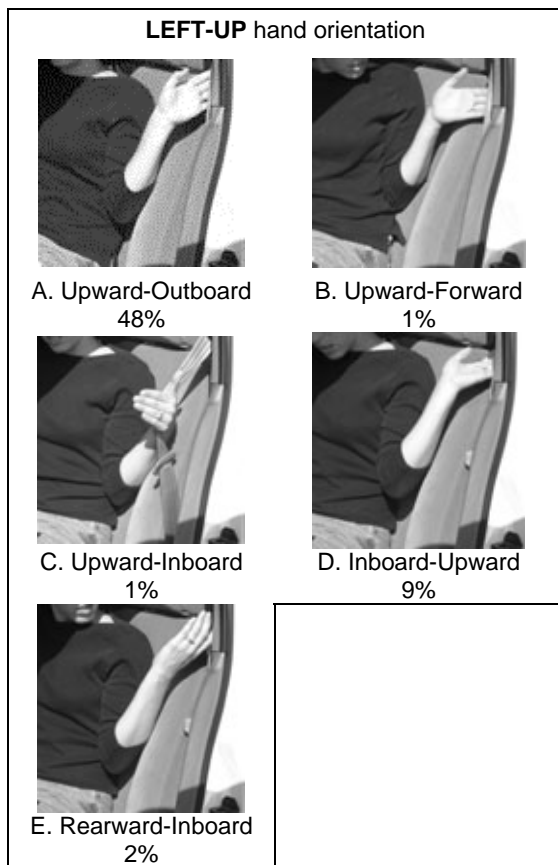 LEFT-UP hand orientation
A. Upward-Outboard
48%
B. Upward-Forward
1%
C. Upward-Inboard
1%
D. Inboard-Upward
9%
E. Rearward-Inboard
2%